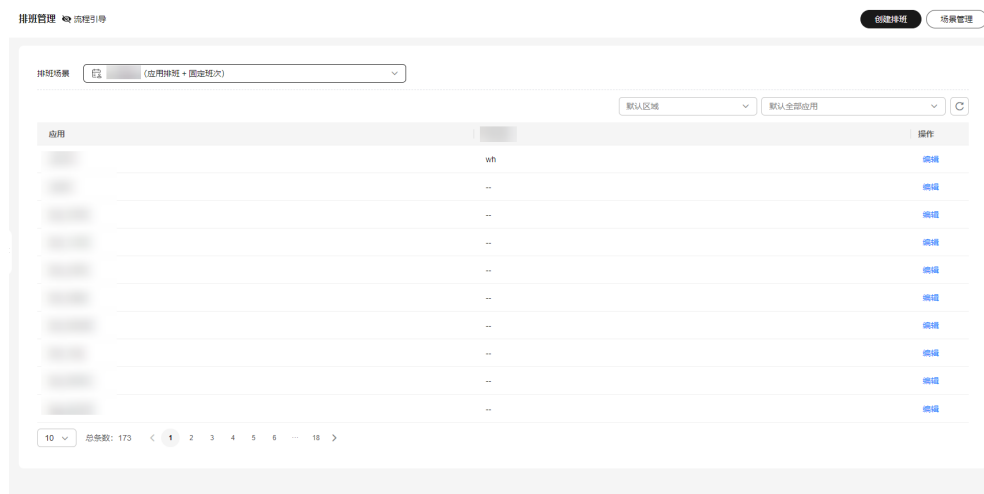 排班管理 流程引导 创建排班 场景管理
排班场景 (应用排班 + 固定班次)
默认区域 默认全部应用
应用 操作
wh 编辑
-- 编辑
-- 编辑
-- 编辑
-- 编辑
-- 编辑
-- 编辑
-- 编辑
-- 编辑
-- 编辑
10 总条数: 173 < 1 2 3 4 5 6 ··· 18 >